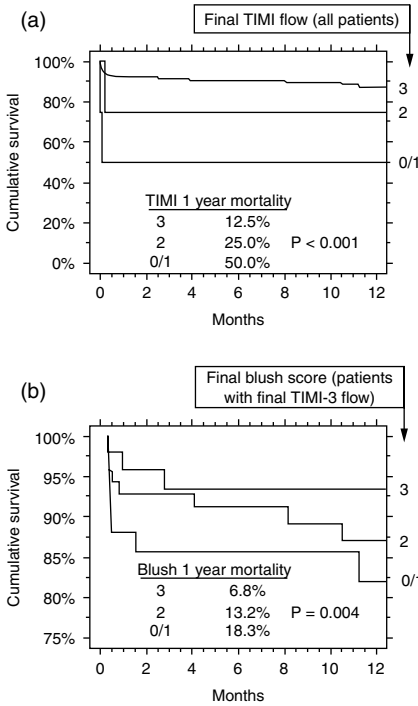 (a)
Final TIMI flow (all patients)
100%
80%
60%
40%
20%
0%
Cumulative survival
3
2
0/1
TIMI 1 year mortality
3 12.5%
2 25.0% P < 0.001
0/1 50.0%
0 2 4 6 8 10 12
Months
(b)
Final blush score (patients
with final TIMI-3 flow)
100%
95%
90%
85%
80%
75%
Cumulative survival
3
2
0/1
Blush 1 year mortality
3 6.8%
2 13.2% P = 0.004
0/1 18.3%
0 2 4 6 8 10 12
Months